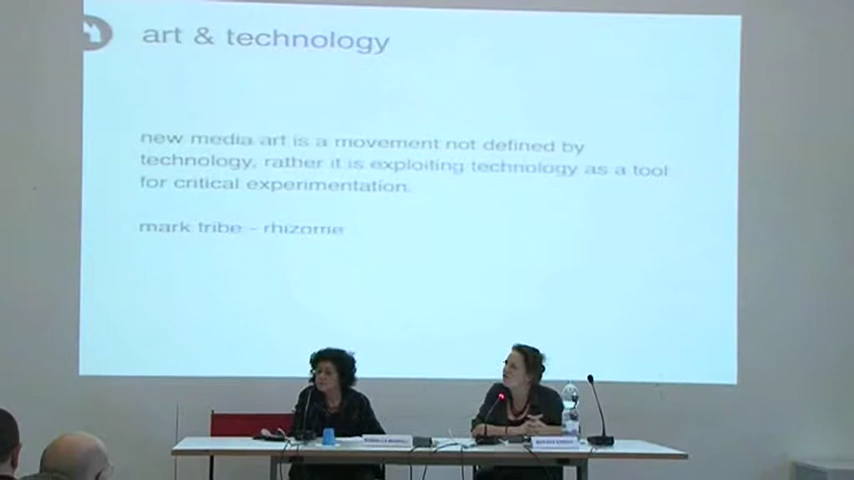 art & technology
new media art is a movement not defined by
technology, rather it is exploiting technology as a tool
for critical experimentation.
mark tribe - rhizome